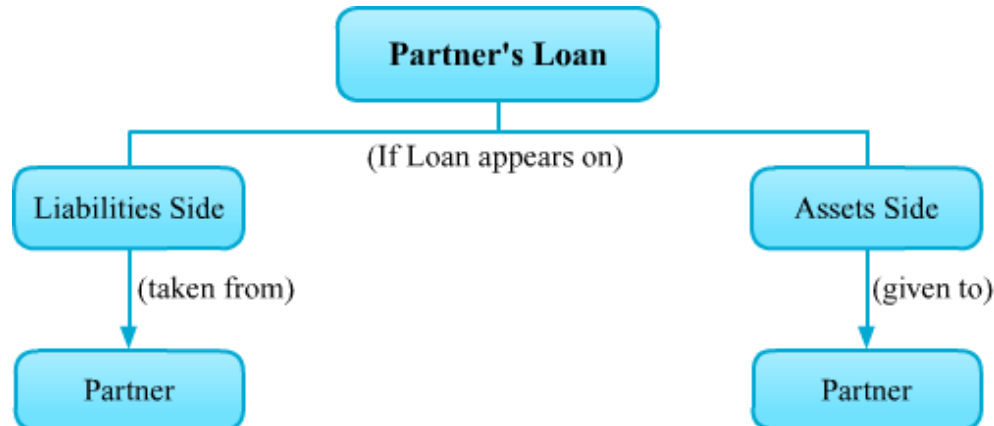 Partner's Loan
(If Loan appears on)
Liabilities Side
Assets Side
(taken from)
(given to)
Partner
Partner